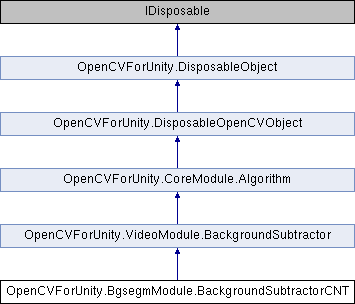 IDisposable
OpenCVForUnity.DisposableObject
OpenCVForUnity.DisposableOpenCVObject
OpenCVForUnity.CoreModule.Algorithm
OpenCVForUnity.VideoModule.BackgroundSubtractor
OpenCVForUnity.BgsegmModule.BackgroundSubtractorCNT